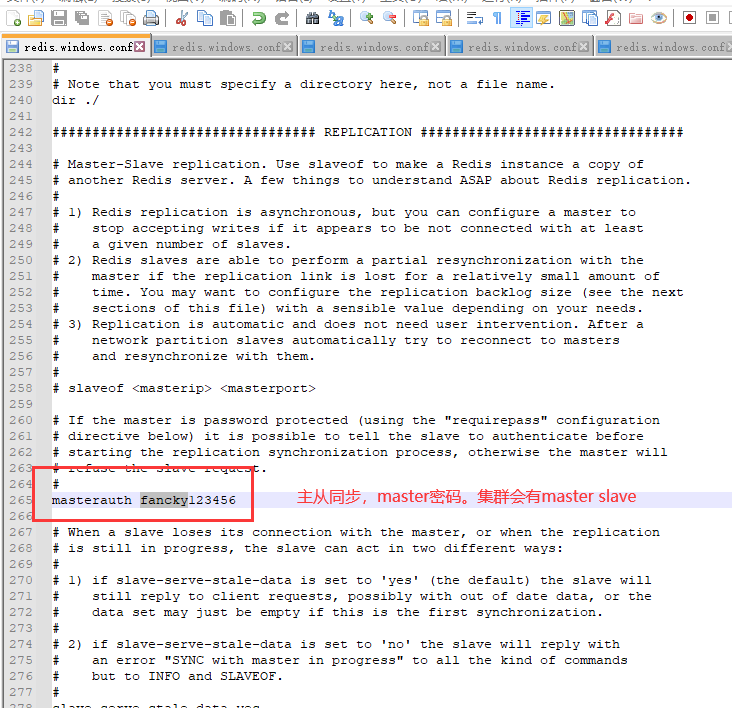 redis.windows.conf redis.windows.conf redis.windows.conf redis.windows.conf redis.windows.conf
238 #
239 # Note that you must specify a directory here, not a file name.
240 dir ./
241
242 ################################# REPLICATION #################################
243
244 # Master-Slave replication. Use slaveof to make a Redis instance a copy of
245 # another Redis server. A few things to understand ASAP about Redis replication.
246 #
247 # 1) Redis replication is asynchronous, but you can configure a master to
248 #    stop accepting writes if it appears to be not connected with at least
249 #    a given number of slaves.
250 # 2) Redis slaves are able to perform a partial resynchronization with the
251 #    master if the replication link is lost for a relatively small amount of
252 #    time. You may want to configure the replication backlog size (see the next
253 #    sections of this file) with a sensible value depending on your needs.
254 # 3) Replication is automatic and does not need user intervention. After a
255 #    network partition slaves automatically try to reconnect to masters
256 #    and resynchronize with them.
257 #
258 # slaveof <masterip> <masterport>
259
260 # If the master is password protected (using the "requirepass" configuration
261 # directive below) it is possible to tell the slave to authenticate before
262 # starting the replication synchronization process, otherwise the master will
263 # refuse the slave request.
264 #
265 masterauth fancky123456 主从同步，master密码。集群会有master slave
266
267 # When a slave loses its connection with the master, or when the replication
268 # is still in progress, the slave can act in two different ways:
269 #
270 # 1) if slave-serve-stale-data is set to 'yes' (the default) the slave will
271 #    still reply to client requests, possibly with out of date data, or the
272 #    data set may just be empty if this is the first synchronization.
273 #
274 # 2) if slave-serve-stale-data is set to 'no' the slave will reply with
275 #    an error "SYNC with master in progress" to all the kind of commands
276 #    but to INFO and SLAVEOF.
277 #
278 slave-serve-stale-data yes